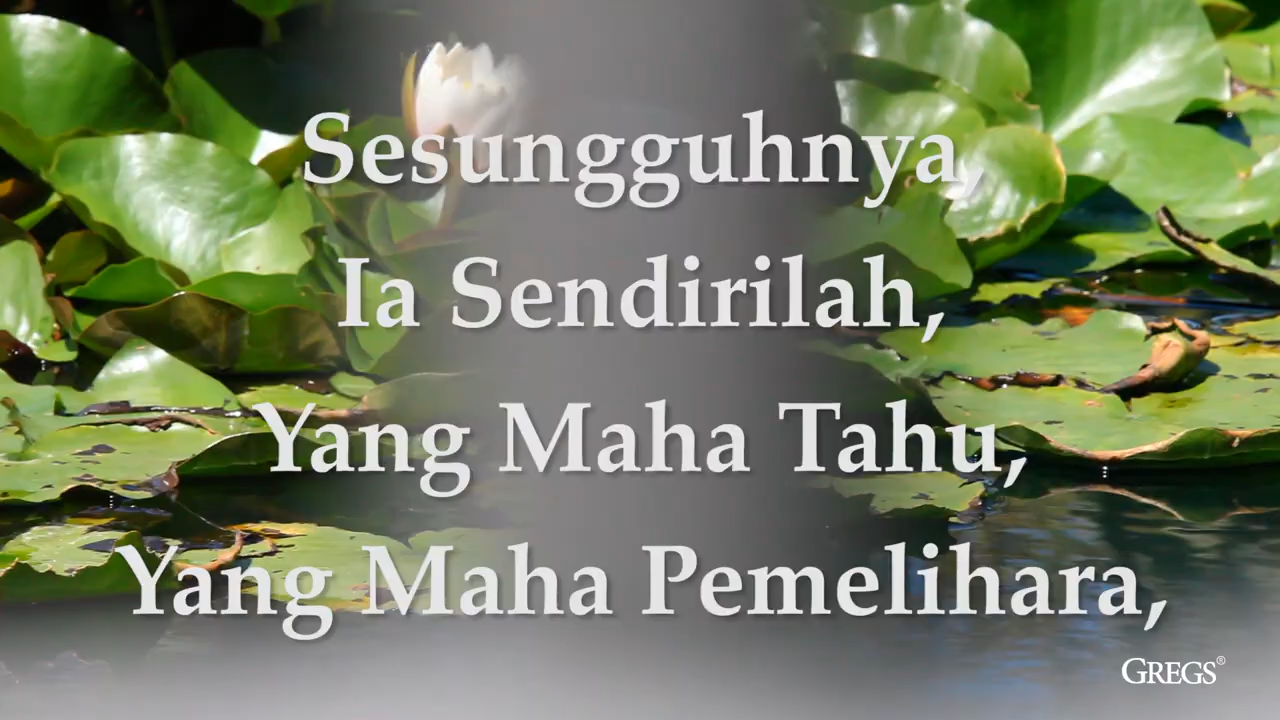 Sesungguhnya,
Ia Sendirilah,
Yang Maha Tahu,
Yang Maha Pemelihara,
GREGS®